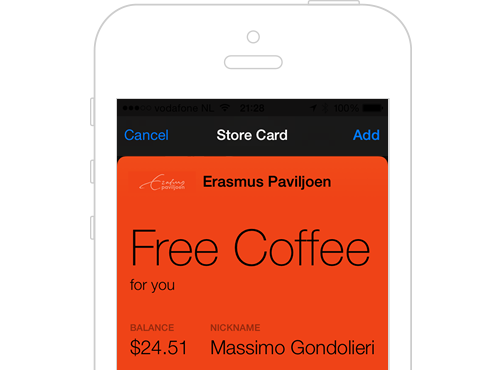 vodafone NL 21:28 100%
Cancel Store Card Add
Erasmus paviljoen Erasmus Paviljoen
Free Coffee
for you
BALANCE NICKNAME
$24.51 Massimo Gondolieri